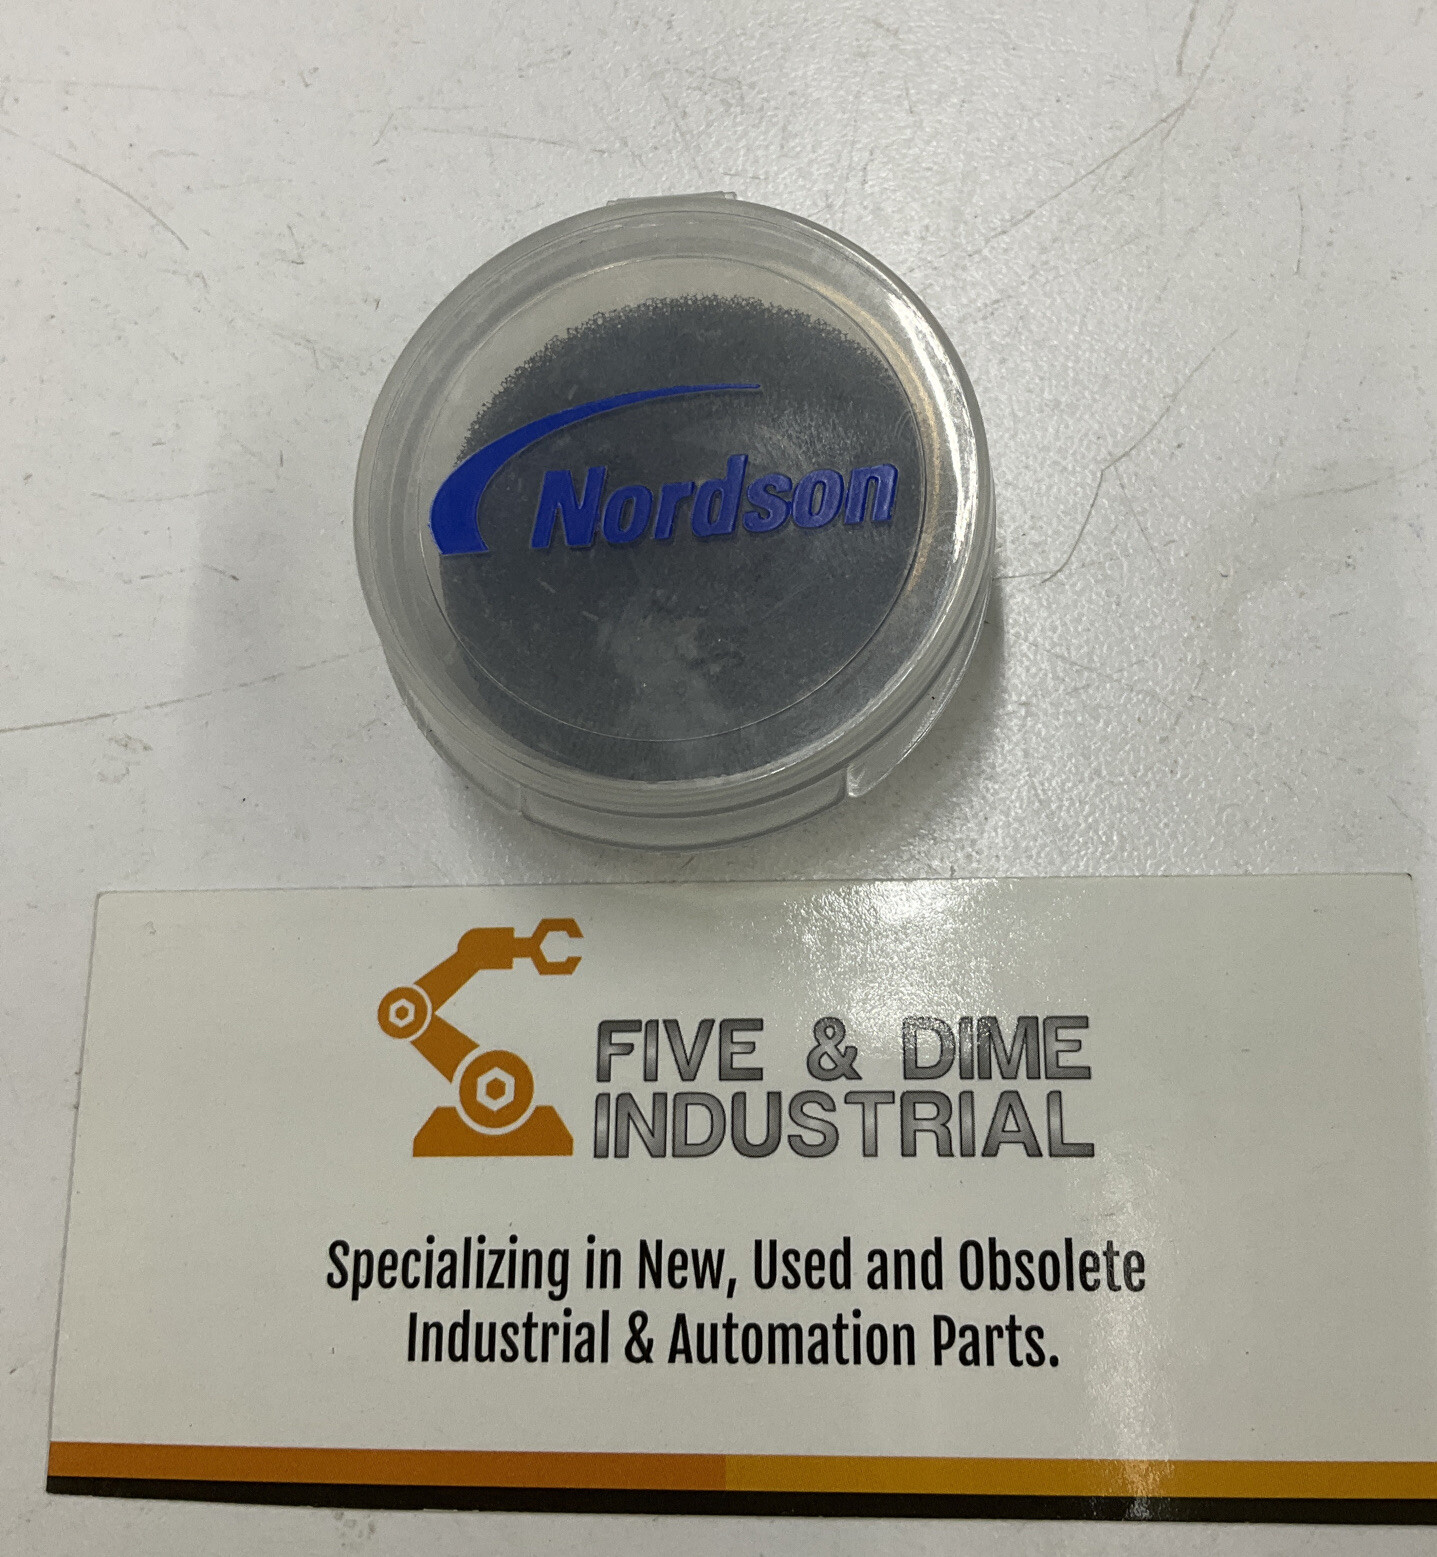 Nordson
FIVE & DIME
INDUSTRIAL
Specializing in New, Used and Obsolete
Industrial & Automation Parts.